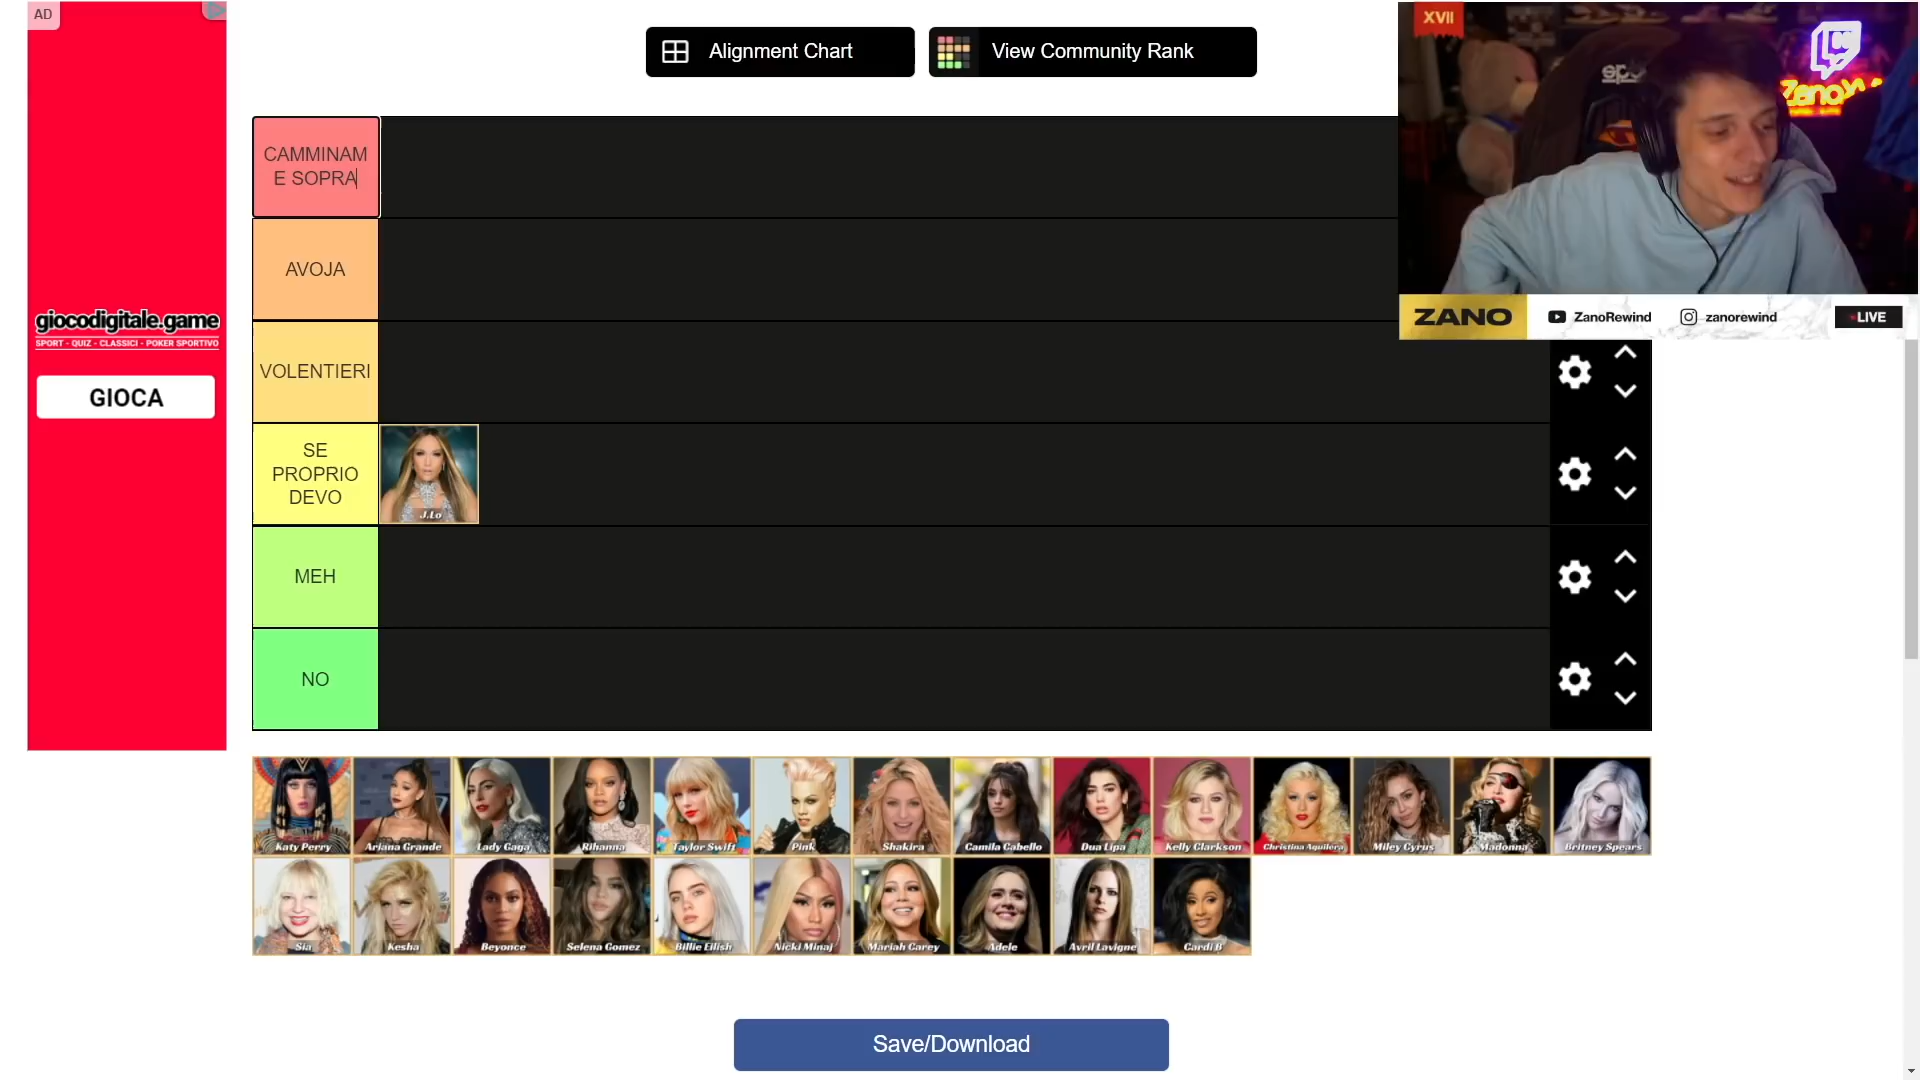 AD
Alignment Chart
View Community Rank
XVII
ZanoRW
CAMMINAM
E SOPRA
AVOJA
giocodigitale.game
SPORT - QUIZ - CLASSICI - POKER SPORTIVO
GIOCA
ZANO
ZanoRewind
zanorewind
LIVE
VOLENTIERI
SE
PROPRIO
DEVO
J.Lo
MEH
NO
Katy Perry
Ariana Grande
Lady Gaga
Rihanna
Taylor Swift
Pink
Shakira
Camila Cabello
Dua Lipa
Kelly Clarkson
Christina Aguilera
Miley Cyrus
Madonna
Britney Spears
Sia
Kesha
Beyonce
Selena Gomez
Billie Eilish
Nicki Minaj
Mariah Carey
Adele
Avril Lavigne
Cardi B
Save/Download